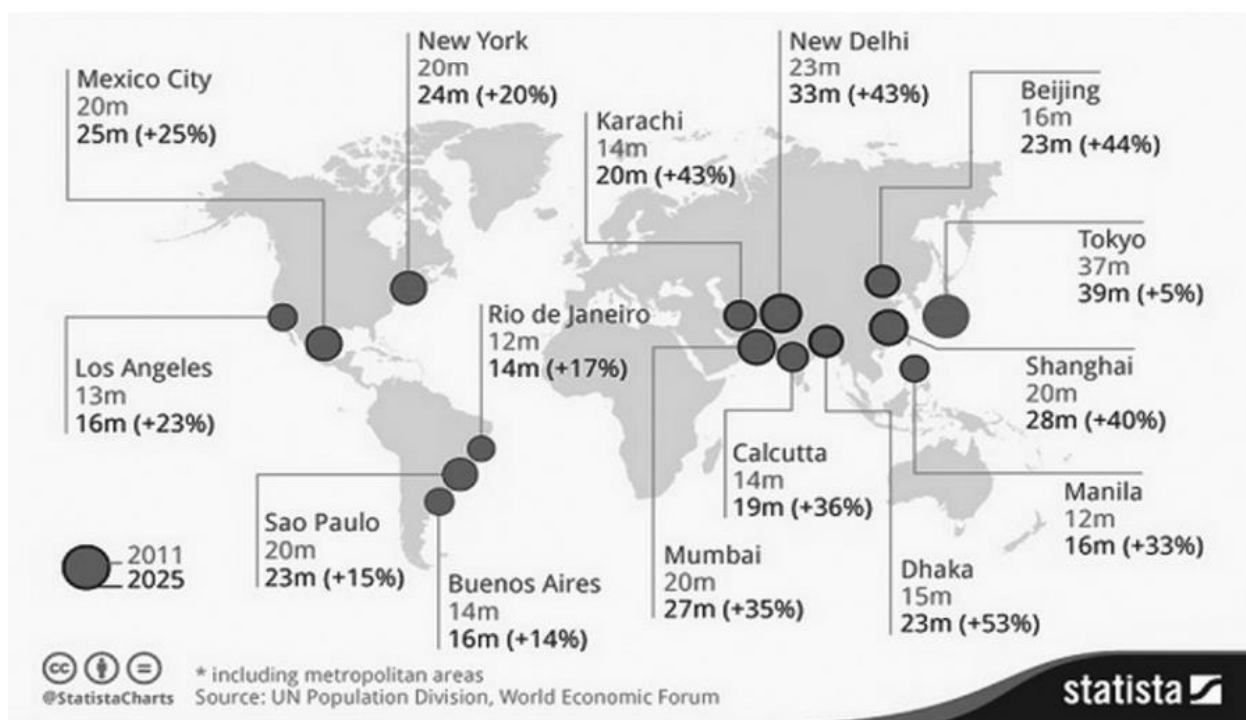 New York
20m
24m (+20%)
New Delhi
23m
33m (+43%)
Mexico City
20m
25m (+25%)
Beijing
16m
23m (+44%)
Karachi
14m
20m (+43%)
Tokyo
37m
39m (+5%)
Rio de Janeiro
12m
14m (+17%)
Los Angeles
13m
16m (+23%)
Shanghai
20m
28m (+40%)
Calcutta
14m
19m (+36%)
Manila
12m
16m (+33%)
Sao Paulo
20m
23m (+15%)
Mumbai
20m
27m (+35%)
Dhaka
15m
23m (+53%)
Buenos Aires
14m
16m (+14%)
2011
2025
cc
@StatistaCharts
* including metropolitan areas
Source: UN Population Division, World Economic Forum
statista